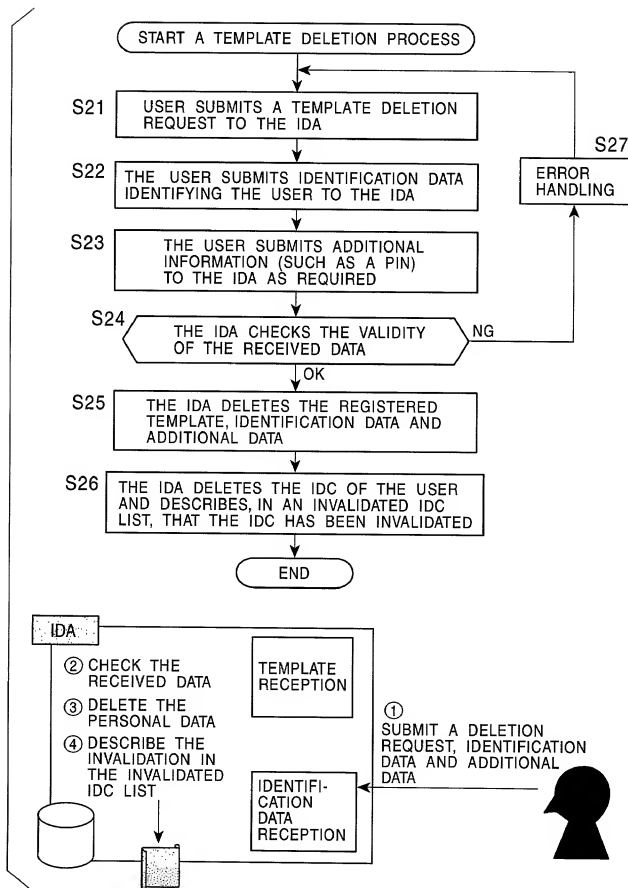 START A TEMPLATE DELETION PROCESS
S21
USER SUBMITS A TEMPLATE DELETION
REQUEST TO THE IDA
S27
ERROR
HANDLING
S22
THE USER SUBMITS IDENTIFICATION DATA
IDENTIFYING THE USER TO THE IDA
S23
THE USER SUBMITS ADDITIONAL
INFORMATION (SUCH AS A PIN)
TO THE IDA AS REQUIRED
S24
THE IDA CHECKS THE VALIDITY
OF THE RECEIVED DATA
NG
OK
S25
THE IDA DELETES THE REGISTERED
TEMPLATE, IDENTIFICATION DATA AND
ADDITIONAL DATA
S26
THE IDA DELETES THE IDC OF THE USER
AND DESCRIBES, IN AN INVALIDATED IDC
LIST, THAT THE IDC HAS BEEN INVALIDATED
END
IDA
② CHECK THE
RECEIVED DATA
③ DELETE THE
PERSONAL DATA
④ DESCRIBE THE
INVALIDATION IN
THE INVALIDATED
IDC LIST
TEMPLATE
RECEPTION
IDENTIFI-
CATION
DATA
RECEPTION
①
SUBMIT A DELETION
REQUEST, IDENTIFICATION
DATA AND ADDITIONAL
DATA